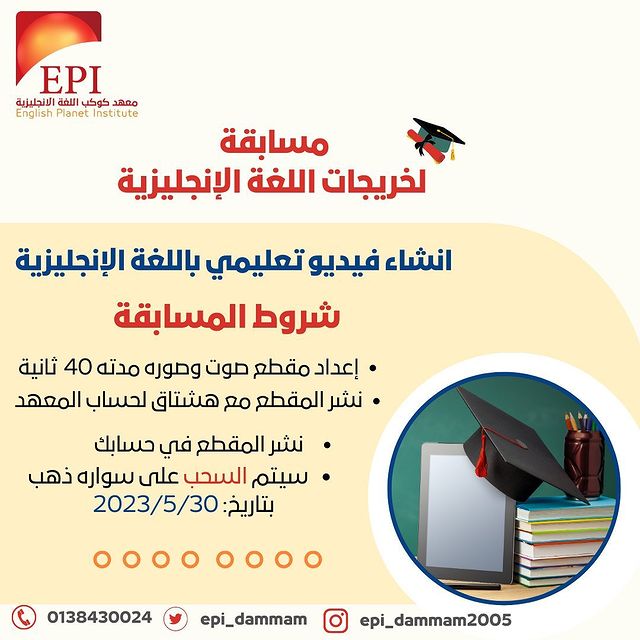 EPI
معهد كوكب اللغة الانجليزية
English Planet Institute
مسابقة
لخريجات اللغة الإنجليزية
انشاء فيديو تعليمي باللغة الإنجليزية
شروط المسابقة
• إعداد مقطع صوت وصوره مدته 40 ثانية
• نشر المقطع مع هشتاق لحساب المعهد
• نشر المقطع في حسابك
• سيتم السحب على سواره ذهب
بتاريخ: 2023/5/30
0138430024 epi_dammam epi_dammam2005